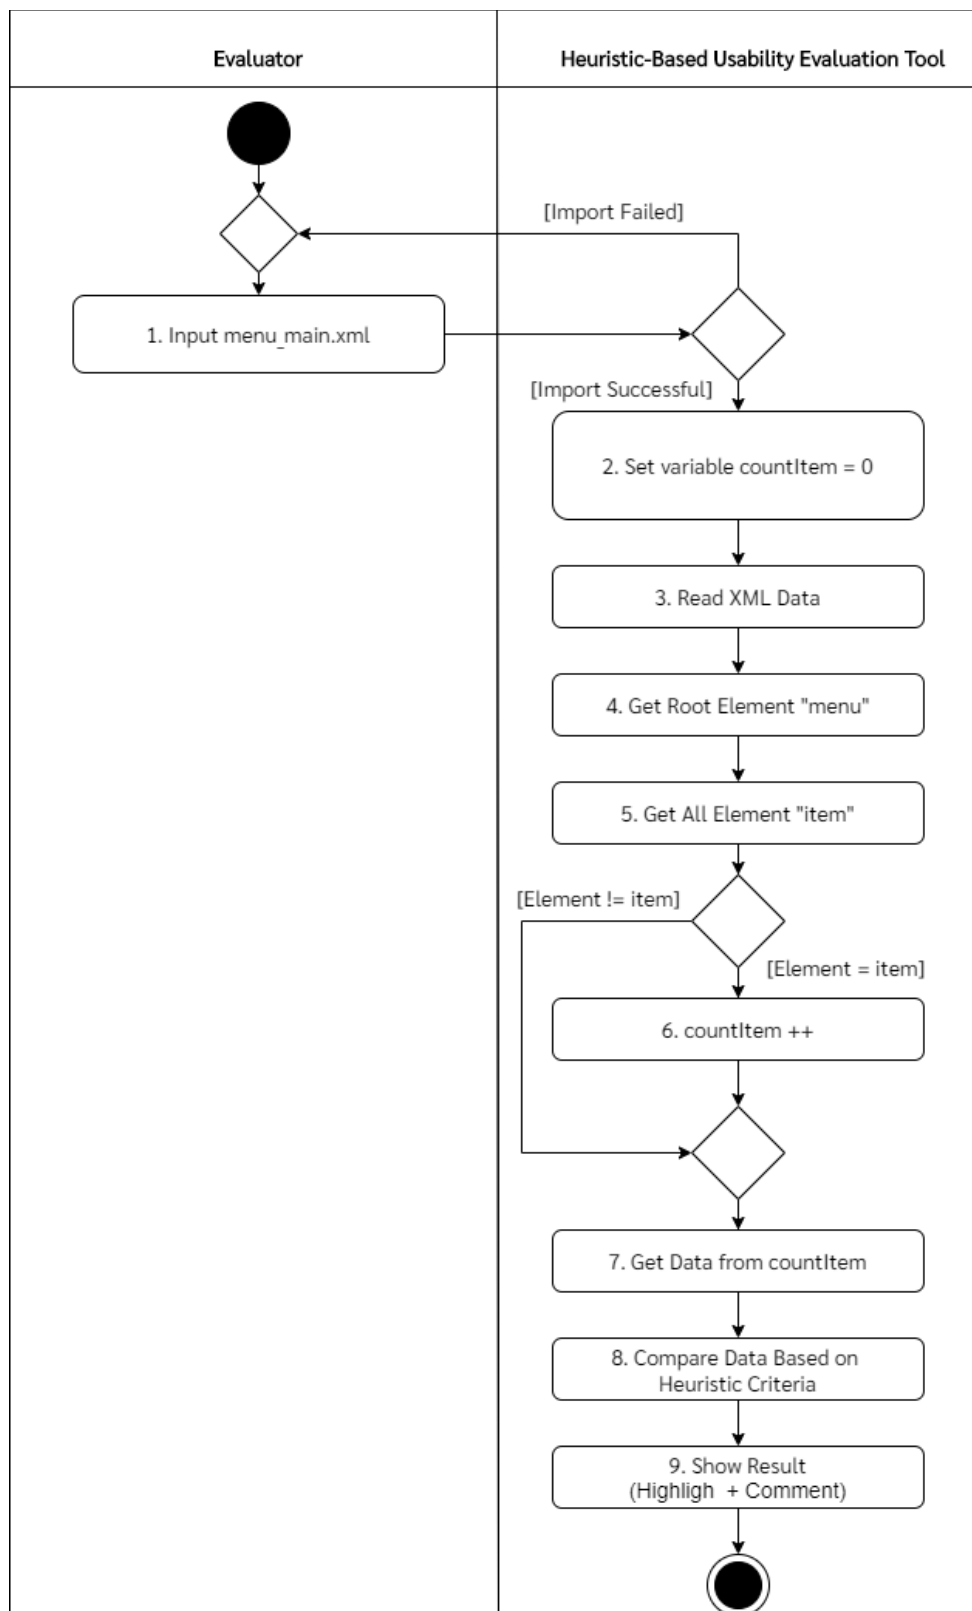 Evaluator
Heuristic-Based Usability Evaluation Tool
[Import Failed]
1. Input menu_main.xml
[Import Successful]
2. Set variable countItem = 0
3. Read XML Data
4. Get Root Element "menu"
5. Get All Element "item"
[Element != item]
[Element = item]
6. countItem ++
7. Get Data from countItem
8. Compare Data Based on
Heuristic Criteria
9. Show Result
(Highligh + Comment)